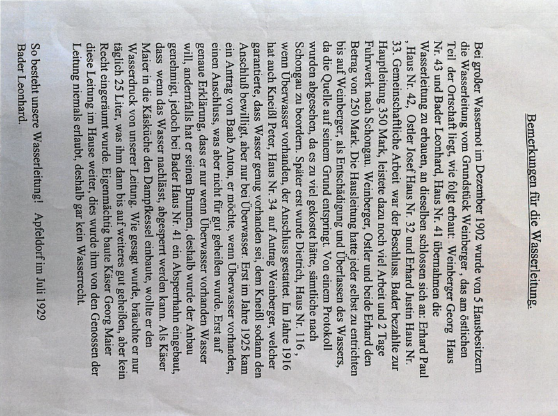 Bemerkungen für die Wasserleitung.
Bei großer Wassernot im Dezember 1902 wurde von 5 Hausbesitzern
die Wasserleitung vom Grundstück Weinberger, das am östlichen
Teil der Ortschaft liegt, wie folgt erbaut. Weinberger Georg Haus
Nr. 43 und Bader Leonhard, Haus Nr. 41 übernahmen die
Wasserleitung zu erbauen, an dieselben schlossen sich an: Erhard Paul
, Haus Nr. 42, Ostler Josef Haus Nr. 32 und Erhard Justin Haus Nr.
33. Gemeinschaftliche Arbeit war der Beschluss. Bader bezahlte zur
Hauptleitung 350 Mark, leistete dazu noch viel Arbeit und 2 Tage
Fuhrwerk nach Schongau. Weinberger, Ostler und beide Erhard den
Betrag von 250 Mark. Die Hausleitung hatte jeder selbst zu entrichten
bis auf Weinberger, als Entschädigung und Überlassen des Wassers,
da die Quelle auf seinem Grund entspringt. Von einem Protokoll
wurden abgesehen, da es zu viel gekostet hätte, sämtliche nach
Schongau zu beordern. Später erst wurde Dietrich, Haus Nr. 116 ,
wenn Überwasser vorhanden, der Anschluss gestattet. Im Jahre 1916
hat auch Kneißl Peter, Haus Nr. 34 auf Antrag Weinberger, welcher
garantierte, dass Wasser genug vorhanden sei, dem Kneißl sodann den
Anschluß bewilligt, aber nur bei Überwasser. Erst im Jahre 1925 kam
ein Antrag von Baab Anton, er möchte, wenn Überwasser vorhanden,
einen Anschluss, was aber nicht für gut geheißen wurde. Erst auf
genaue Erklärung, dass er nur wenn Überwasser vorhanden Wasser
will, andernfalls hat er seinen Brunnen, deshalb wurde der Anbau
genehmigt, jedoch bei Bader Haus Nr. 41 ein Absperrhahn eingebaut,
dass wenn das Wasser nachlässt, abgesperrt werden kann. Als Käser
Maier in die Käsküche den Dampfkessel einbaute, wollte er den
Wasserdruck von unserer Leitung. Wie gesagt wurde, bräuchte er nur
täglich 25 Liter, was ihm dann bis auf weiteres gut geheißen, aber kein
Recht eingeräumt wurde. Eigenmächtig baute Käser Georg Maier
diese Leitung im Hause weiter, dies wurde ihm von den Genossen der
Leitung niemals erlaubt, deshalb gar kein Wasserrecht.
So besteht unsere Wasserleitung! Apfeldorf im Juli 1929
Bader Leonhard.